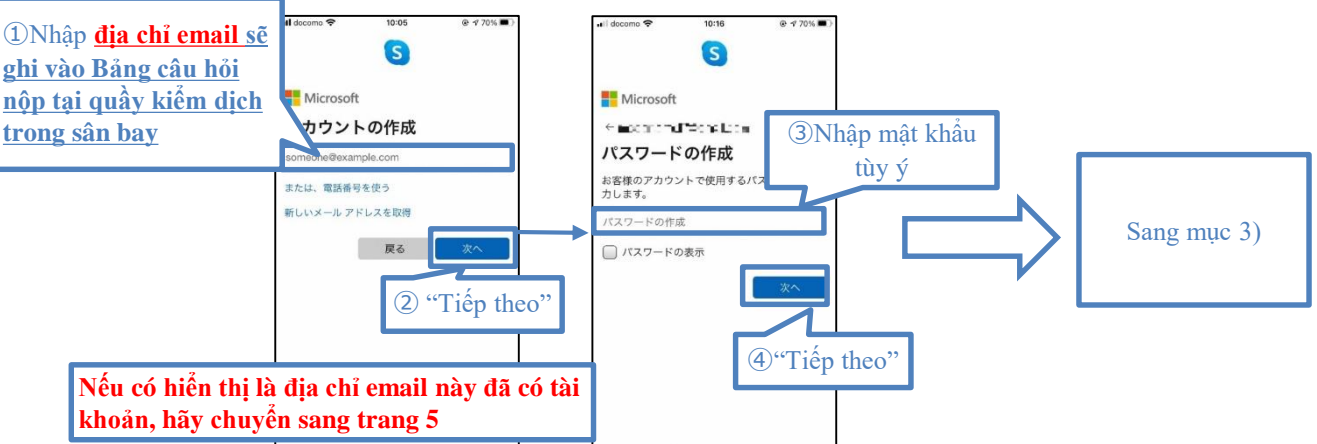 ①Nhập địa chỉ email sẽ
ghi vào Bảng câu hỏi
nộp tại quầy kiểm dịch
trong sân bay
docomo 10:05 70%
S
Microsoft
カウントの作成
someone@example.com
または、電話番号を使う
新しいメール アドレスを取得
戻る 次へ
② “Tiếp theo”
Nếu có hiển thị là địa chỉ email này đã có tài
khoản, hãy chuyển sang trang 5
docomo 10:16 70%
S
Microsoft
パスワードの作成
お客様のアカウントで使用するパス
力します。
パスワードの作成
パスワードの表示
次へ
③Nhập mật khẩu
tùy ý
④“Tiếp theo”
Sang mục 3)